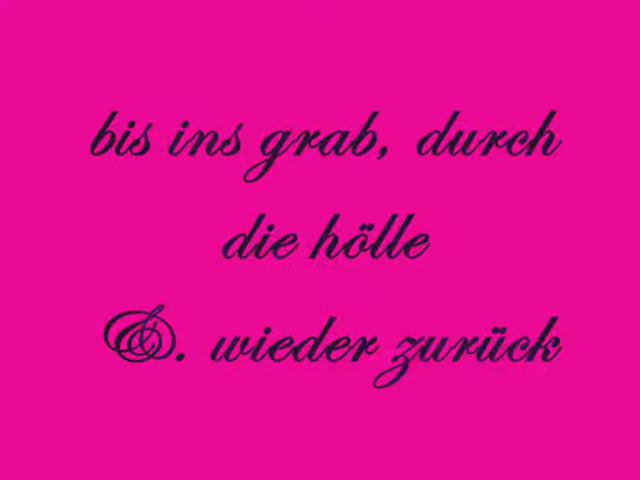 bis ins grab, durch
die hölle
&. wieder zurück